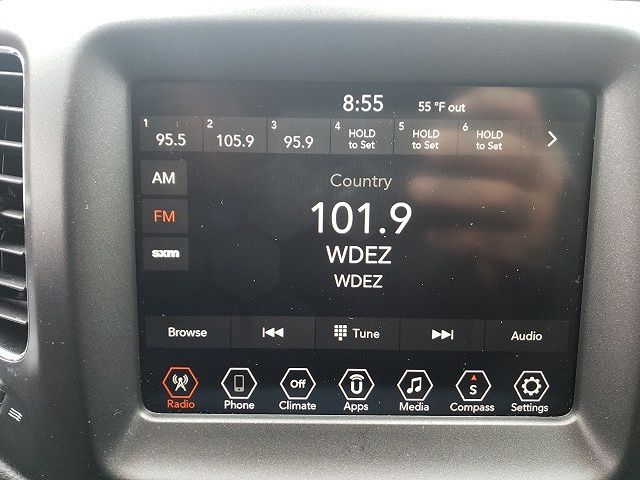 8:55 55 °F out
1 95.5 2 105.9 3 95.9 4 HOLD to Set 5 HOLD to Set 6 HOLD to Set
AM
Country
FM
101.9
WDEZ
sxm
WDEZ
Browse Tune Audio
Off S
Radio Phone Climate Apps Media Compass Settings